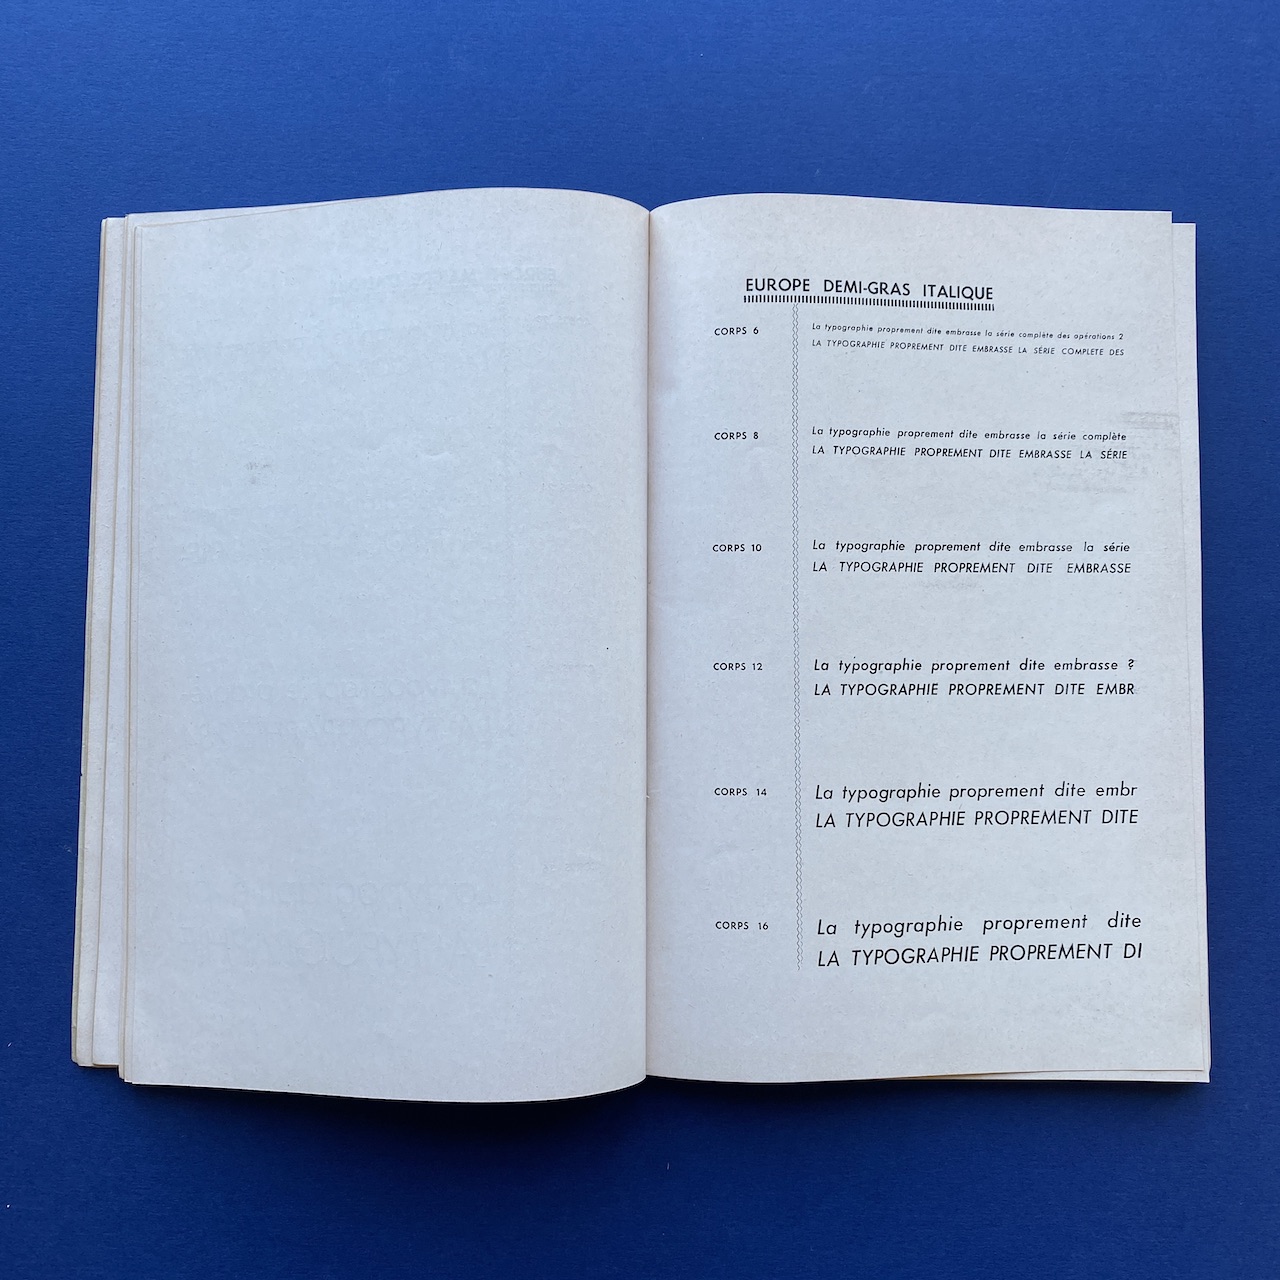 EUROPE DEMI-GRAS ITALIQUE
CORPS 6
La typographie proprement dite embrasse la série complète des apérations 2
LA TYPOGRAPHIE PROPREMENT DITE EMBRASSE LA SÉRIE COMPLETE DES
CORPS 8
La typographie proprement dite embrasse la série complète
LA TYPOGRAPHIE PROPREMENT DITE EMBRASSE LA SÉRIE
CORPS 10
La typographie proprement dite embrasse la série
LA TYPOGRAPHIE PROPREMENT DITE EMBRASSE
CORPS 12
La typographie proprement dite embrasse ?
LA TYPOGRAPHIE PROPREMENT DITE EMBR
CORPS 14
La typographie proprement dite embr
LA TYPOGRAPHIE PROPREMENT DITE
CORPS 16
La typographie proprement dite
LA TYPOGRAPHIE PROPREMENT DI